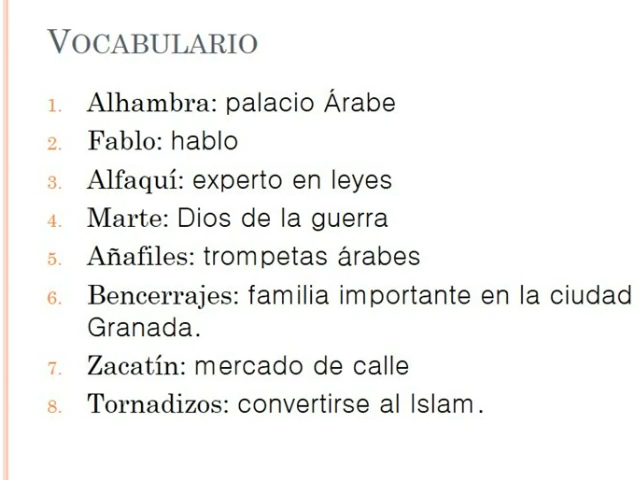 VOCABULARIO
1. Alhambra: palacio Árabe
2. Fablo: hablo
3. Alfaquí: experto en leyes
4. Marte: Dios de la guerra
5. Añafiles: trompetas árabes
6. Bencerrajes: familia importante en la ciudad
Granada.
7. Zacatín: mercado de calle
8. Tornadizos: convertirse al Islam.